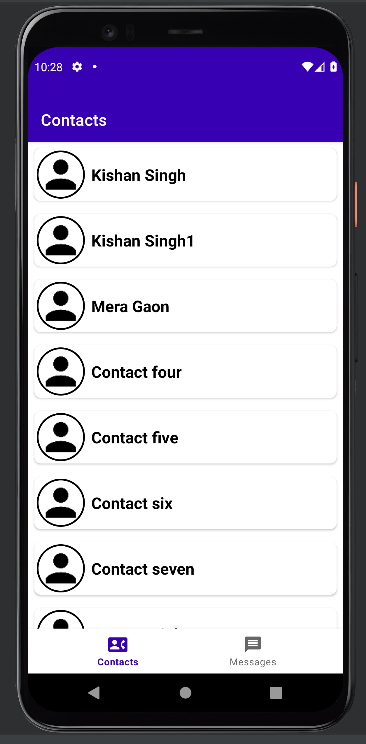 10:28
Contacts
Kishan Singh
Kishan Singh1
Mera Gaon
Contact four
Contact five
Contact six
Contact seven
Contacts
Messages